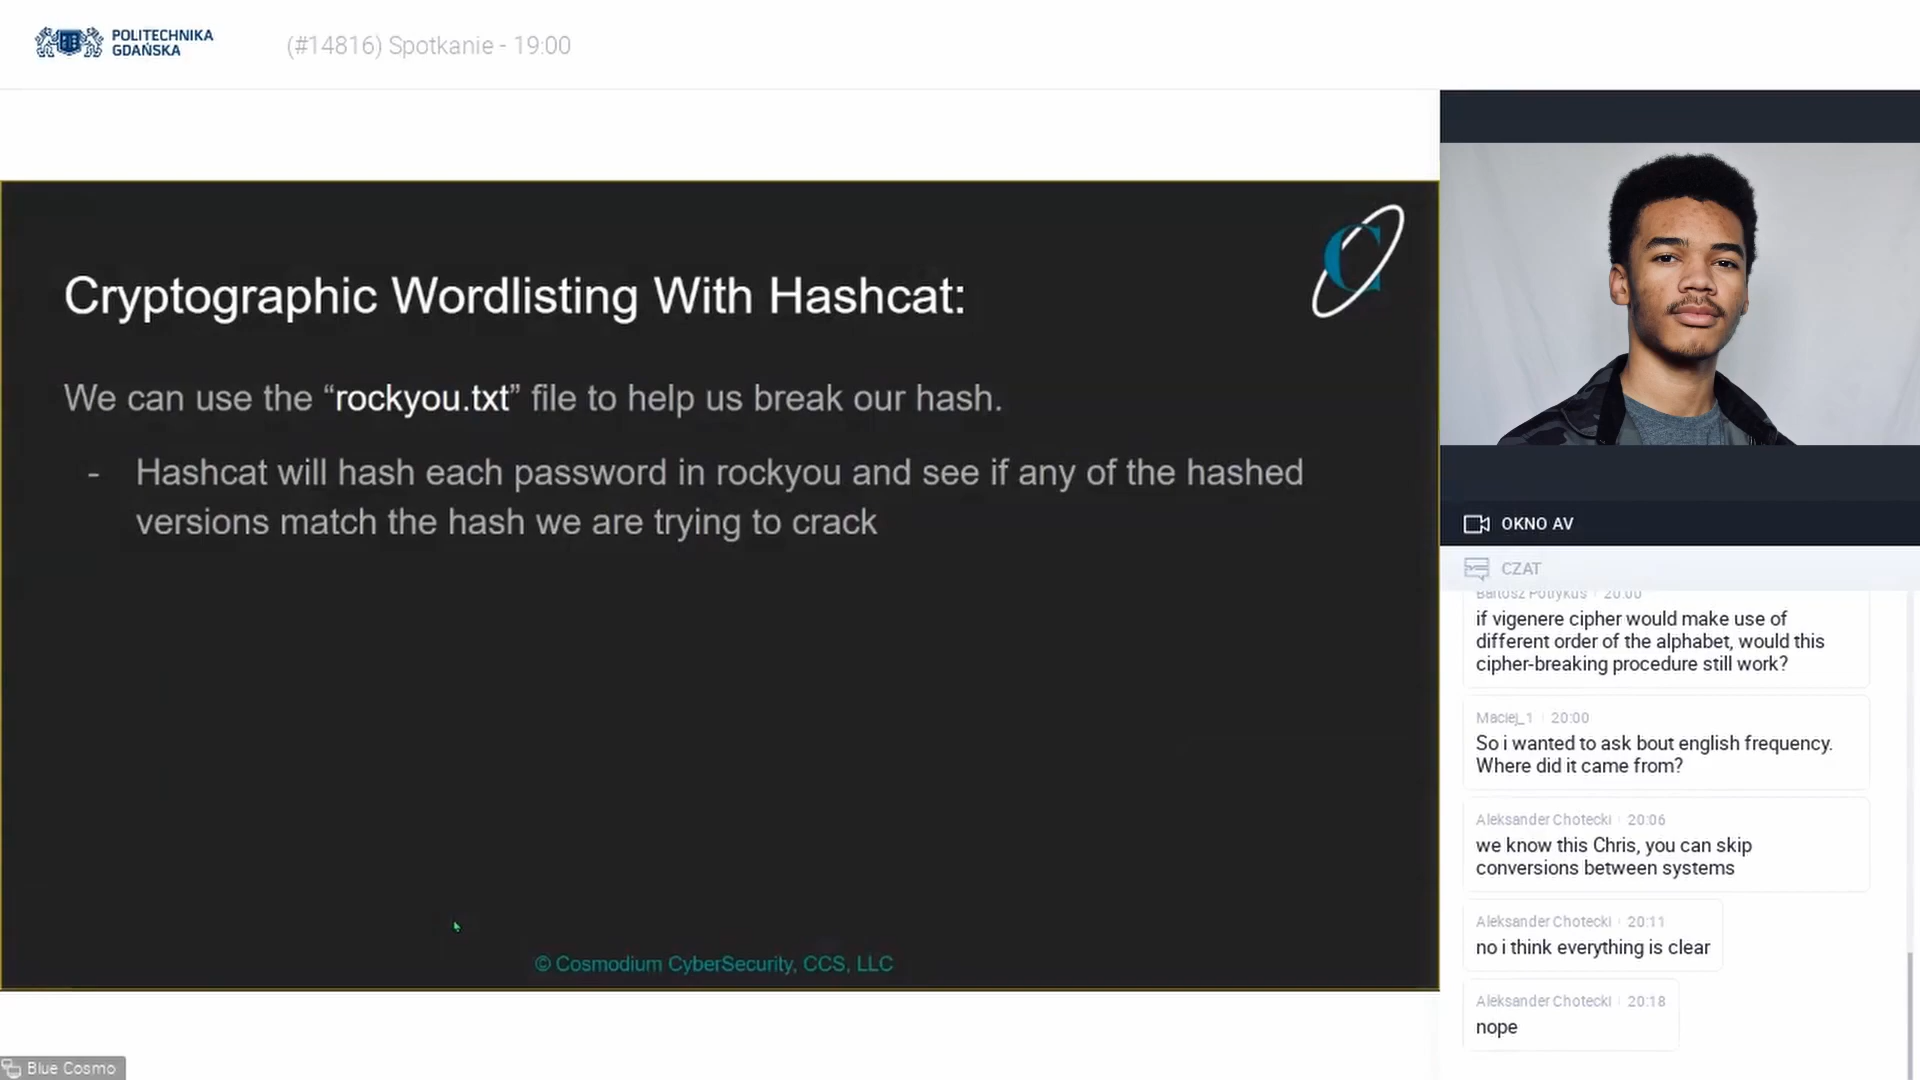 POLITECHNIKA
GDAŃSKA
(#14816) Spotkanie - 19:00
Cryptographic Wordlisting With Hashcat:
We can use the “rockyou.txt” file to help us break our hash.
- Hashcat will hash each password in rockyou and see if any of the hashed
versions match the hash we are trying to crack
© Cosmodium CyberSecurity, CCS, LLC
Blue Cosmo
OKNO AV
CZAT
Bartosz Potrykus 20:00
if vigenere cipher would make use of
different order of the alphabet, would this
cipher-breaking procedure still work?
Maciej_1 20:00
So i wanted to ask bout english frequency.
Where did it came from?
Aleksander Chotecki 20:06
we know this Chris, you can skip
conversions between systems
Aleksander Chotecki 20:11
no i think everything is clear
Aleksander Chotecki 20:18
nope